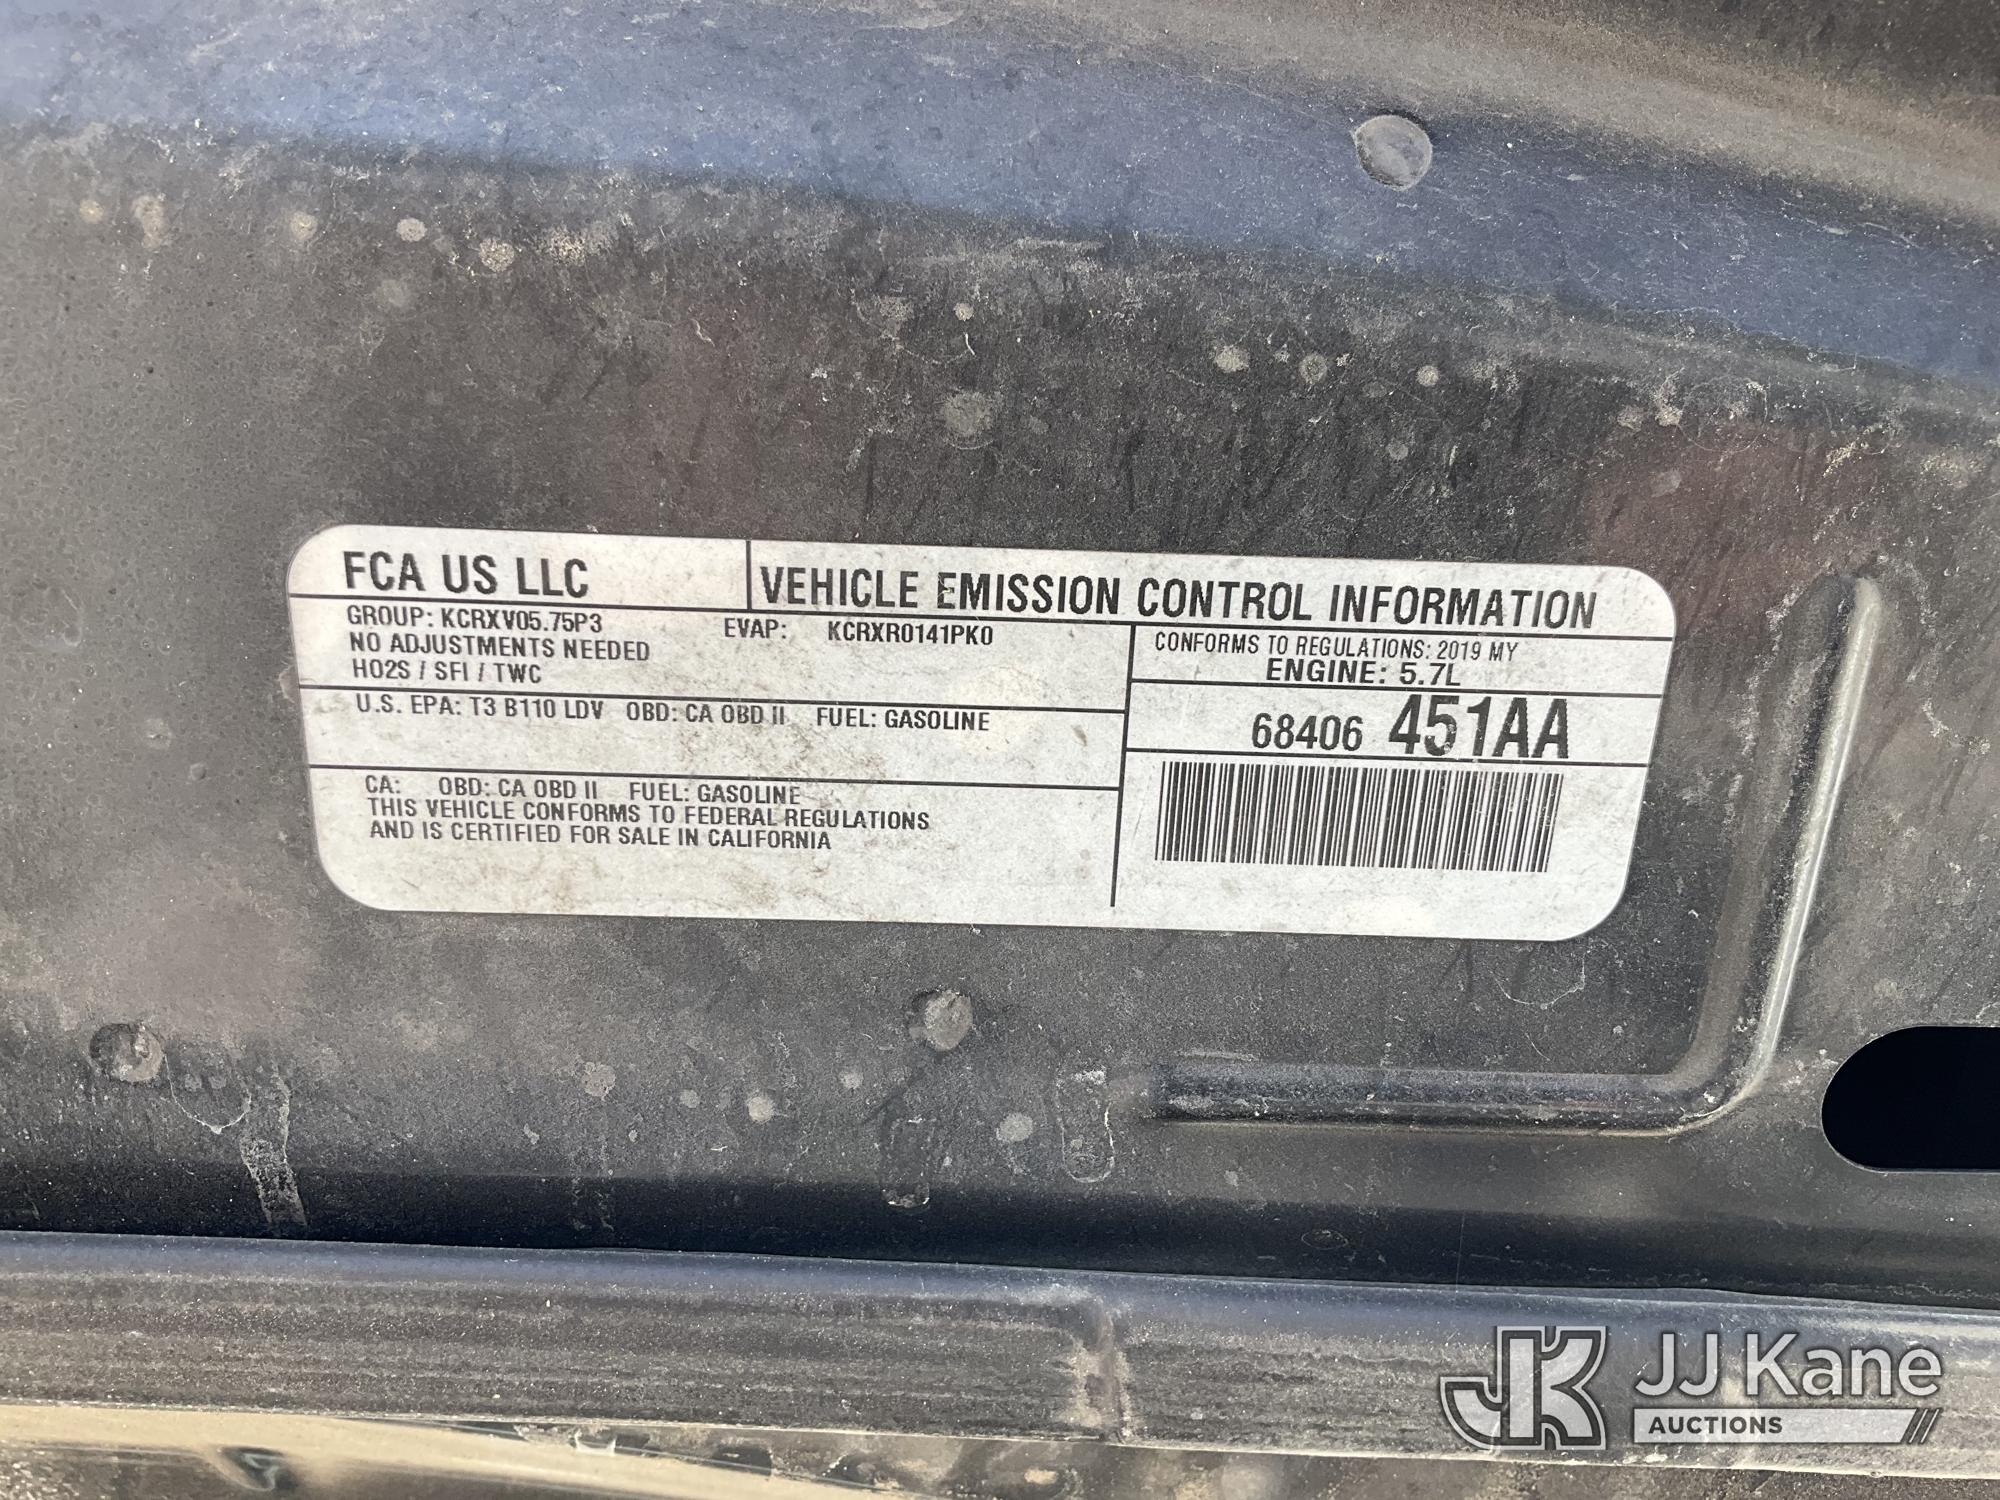 FCA US LLC
VEHICLE EMISSION CONTROL INFORMATION
GROUP: KCRXV05.75P3
EVAP: KCRXR0141PK0
NO ADJUSTMENTS NEEDED
HO2S / SFI / TWC
CONFORMS TO REGULATIONS: 2019 MY
ENGINE: 5.7L
U.S. EPA: T3 B110 LDV OBD: CA OBD II FUEL: GASOLINE
68406 451AA
CA: OBD: CA OBD II FUEL: GASOLINE
THIS VEHICLE CONFORMS TO FEDERAL REGULATIONS
AND IS CERTIFIED FOR SALE IN CALIFORNIA
JK
JJ Kane
AUCTIONS